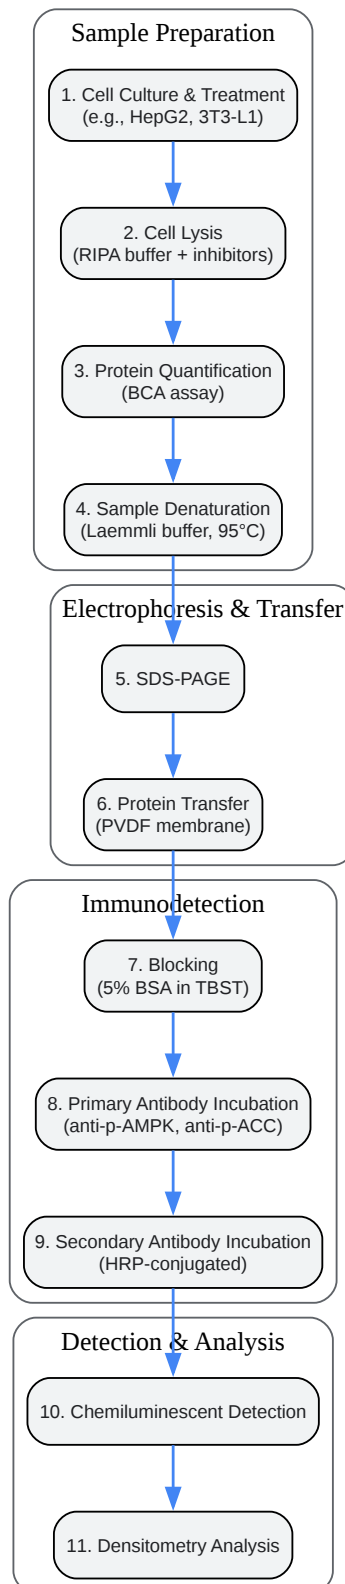 Sample Preparation
1. Cell Culture & Treatment
(e.g., HepG2, 3T3-L1)
2. Cell Lysis
(RIPA buffer + inhibitors)
3. Protein Quantification
(BCA assay)
4. Sample Denaturation
(Laemmli buffer, 95°C)
Electrophoresis & Transfer
5. SDS-PAGE
6. Protein Transfer
(PVDF membrane)
Immunodetection
7. Blocking
(5% BSA in TBST)
8. Primary Antibody Incubation
(anti-p-AMPK, anti-p-ACC)
9. Secondary Antibody Incubation
(HRP-conjugated)
Detection & Analysis
10. Chemiluminescent Detection
11. Densitometry Analysis